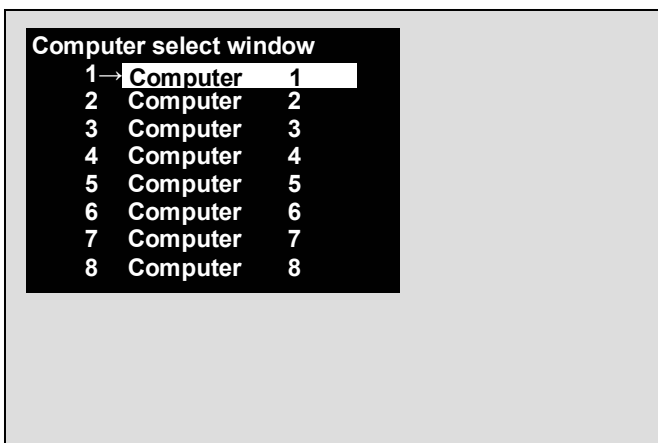 Computer select window
1→ Computer 1
2 Computer 2
3 Computer 3
4 Computer 4
5 Computer 5
6 Computer 6
7 Computer 7
8 Computer 8